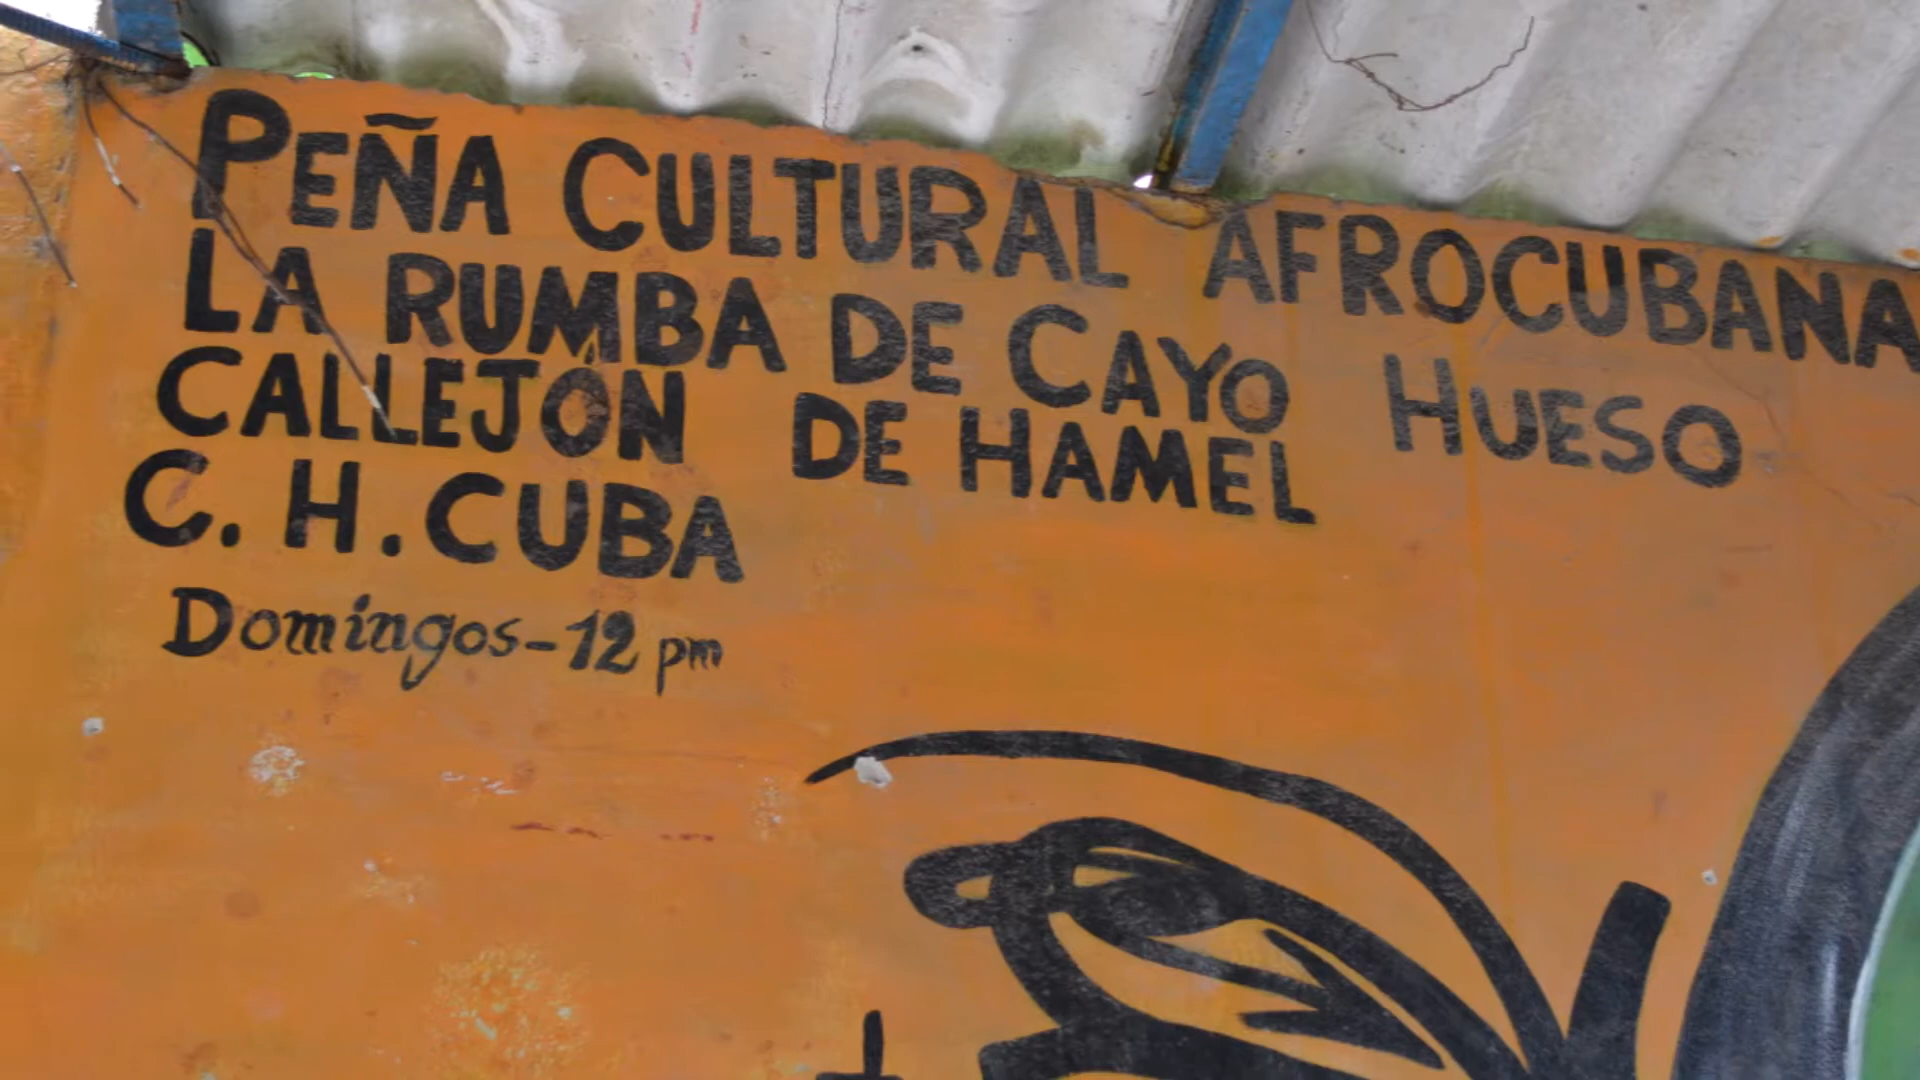 PEÑA CULTURAL AFROCUBANA
LA RUMBA DE CAYO HUESO
CALLEJÓN DE HAMEL
C. H. CUBA
Domingos-12 pm